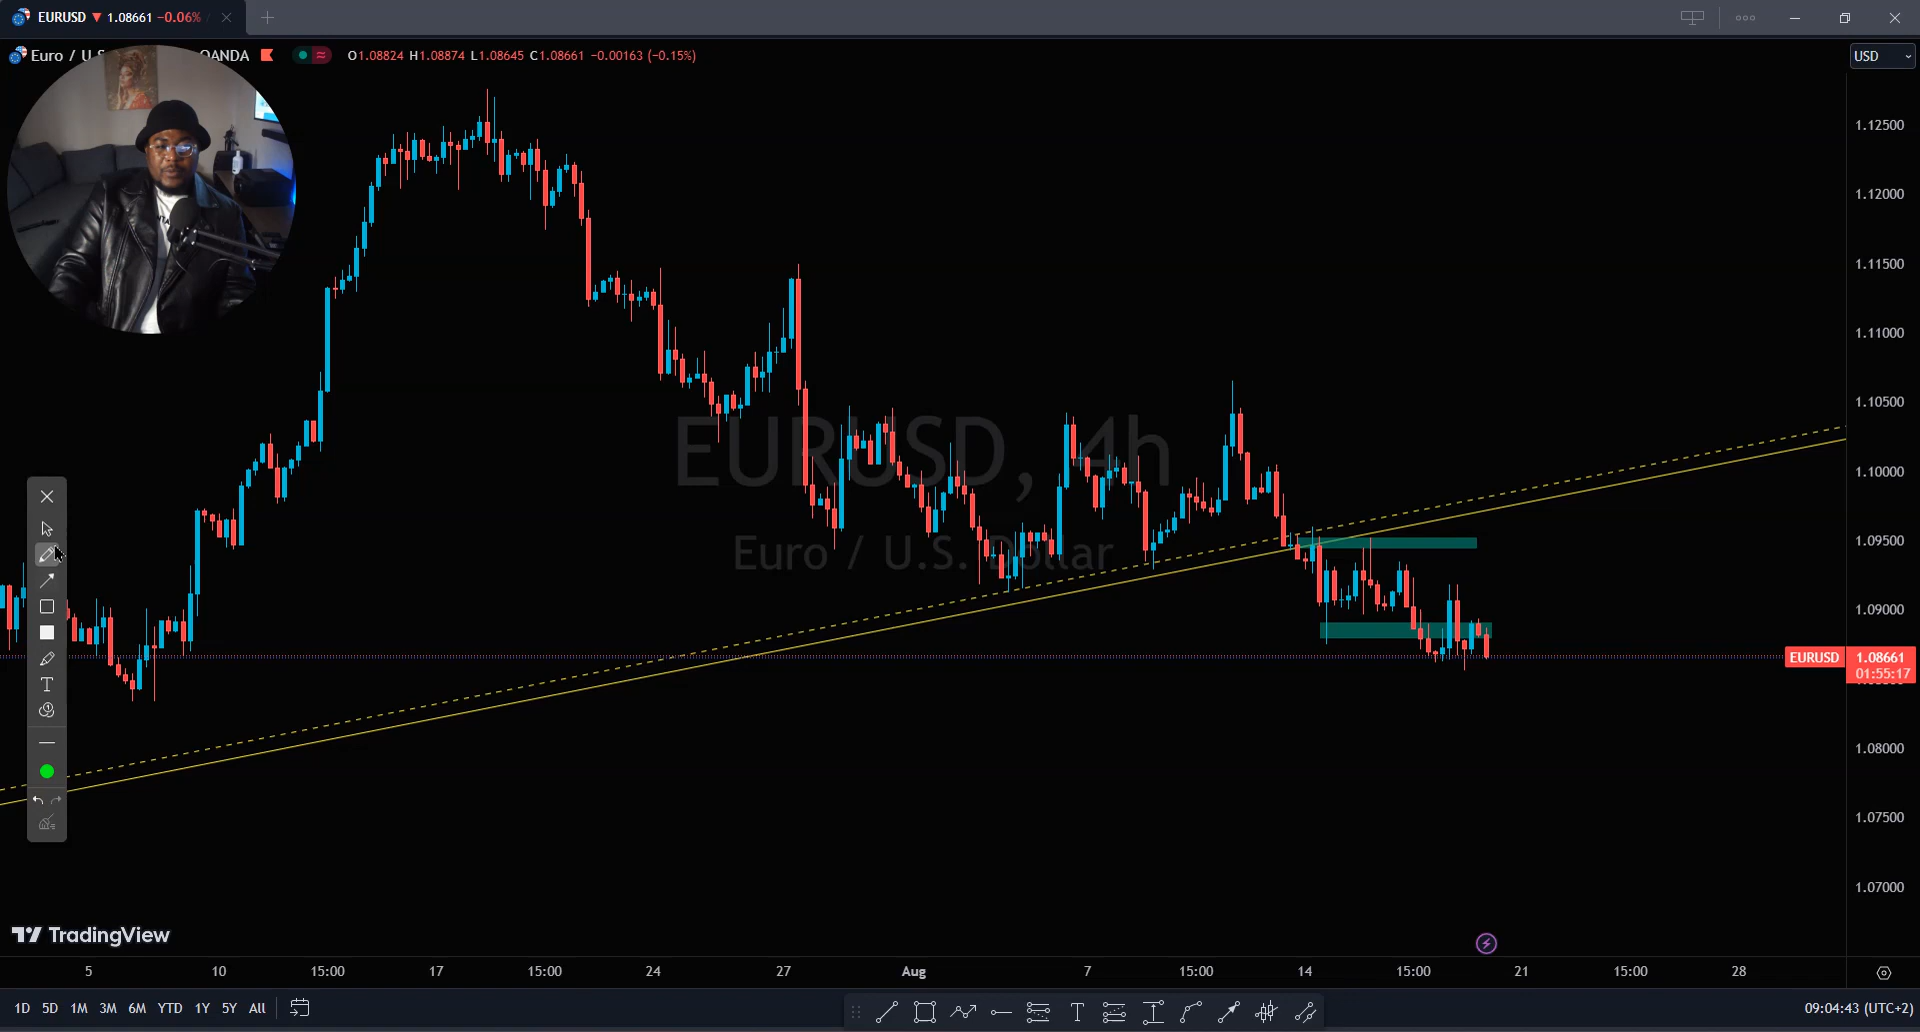 EURUSD ▼ 1.08661 −0.06% /
Euro / U.S. OANDA O1.08824 H1.08874 L1.08645 C1.08661 −0.00163 (−0.15%)
USD
1.12500
1.12000
1.11500
1.11000
1.10500
1.10000
1.09500
1.09000
EURUSD 1.08661
01:55:17
1.08000
1.07500
1.07000
EURUSD, 4h
Euro / U.S. Dollar
T
TradingView
5 10 15:00 17 15:00 24 27 Aug 7 15:00 14 15:00 21 15:00 28
1D 5D 1M 3M 6M YTD 1Y 5Y All T 09:04:43 (UTC+2)